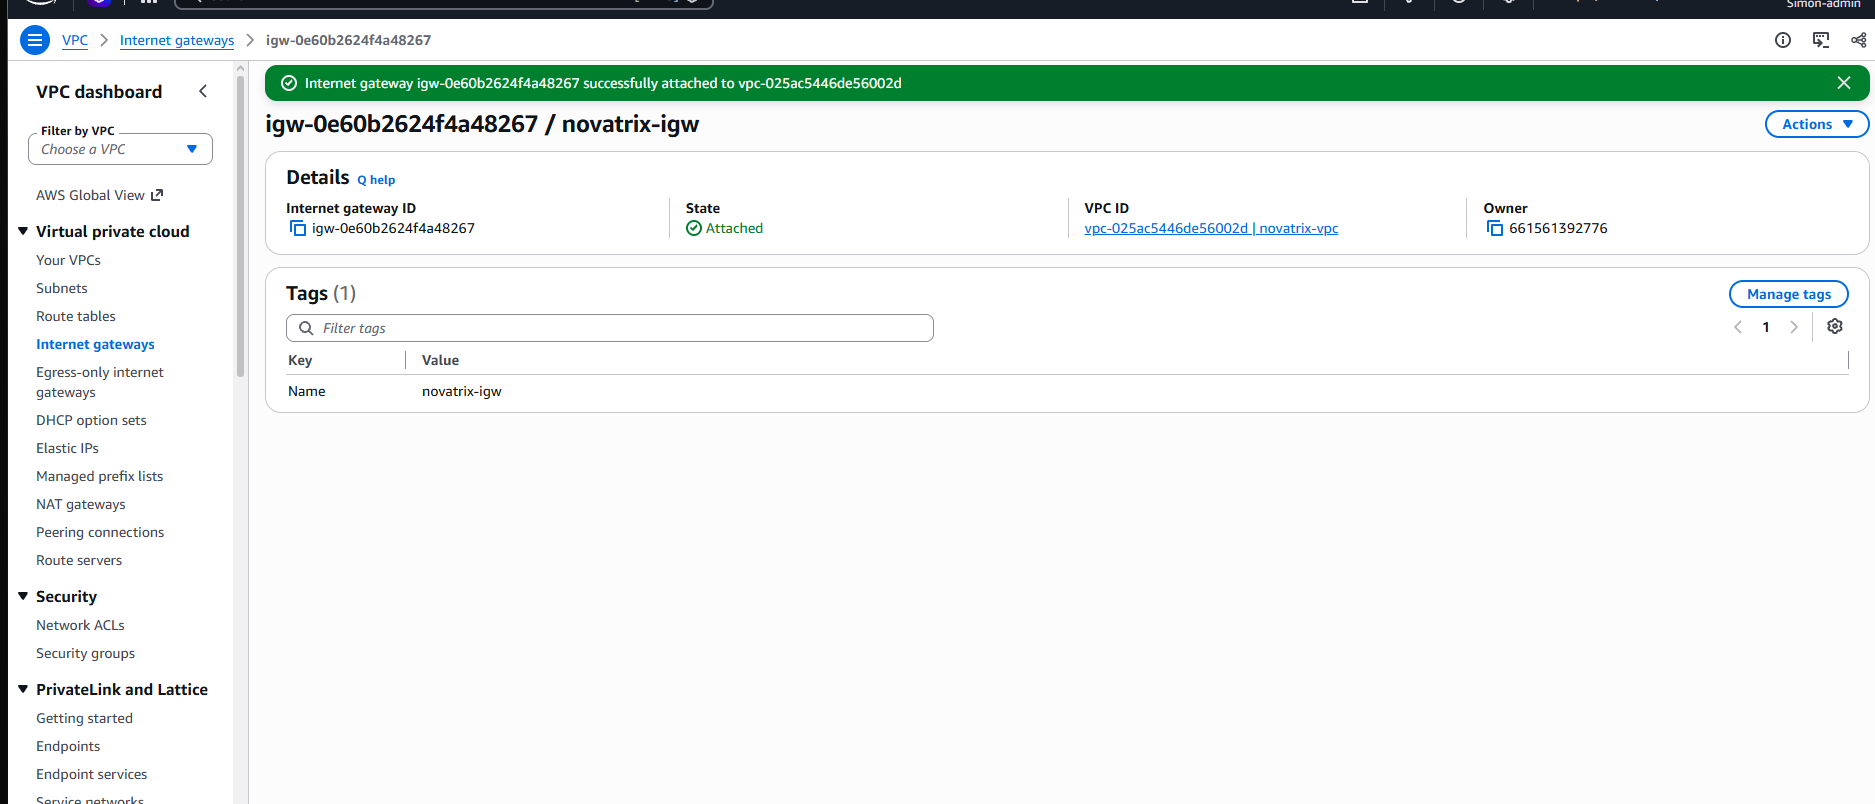 Simon-admin
VPC > Internet gateways > igw-0e60b2624f4a48267
VPC dashboard
Filter by VPC
Choose a VPC
AWS Global View
Virtual private cloud
Your VPCs
Subnets
Route tables
Internet gateways
Egress-only internet
gateways
DHCP option sets
Elastic IPs
Managed prefix lists
NAT gateways
Peering connections
Route servers
Security
Network ACLs
Security groups
PrivateLink and Lattice
Getting started
Endpoints
Endpoint services
Service networks
Internet gateway igw-0e60b2624f4a48267 successfully attached to vpc-025ac5446de56002d
igw-0e60b2624f4a48267 / novatrix-igw
Actions
Details Q help
Internet gateway ID
igw-0e60b2624f4a48267
State
Attached
VPC ID
vpc-025ac5446de56002d | novatrix-vpc
Owner
661561392776
Tags (1)
Manage tags
Filter tags
1
Key Value
Name novatrix-igw